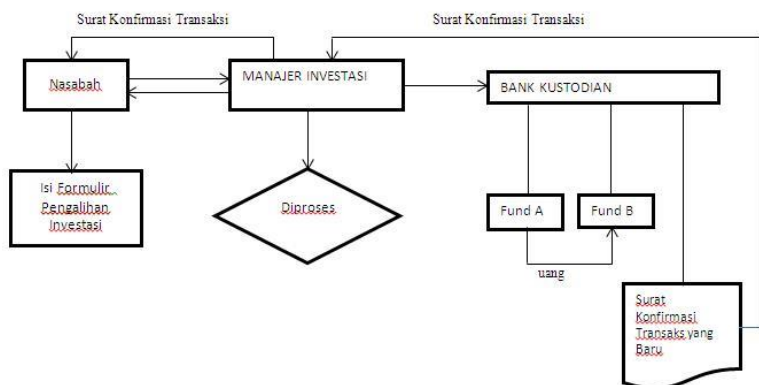 Surat Konfirmasi Transaksi
Surat Konfirmasi Transaksi
Nasabah
MANAJER INVESTASI
BANK KUSTODIAN
Isi Formulir
Pengalihan
Investasi
Diproses
Fund A
Fund B
uang
Surat
Konfirmasi
Transaks yang
Baru